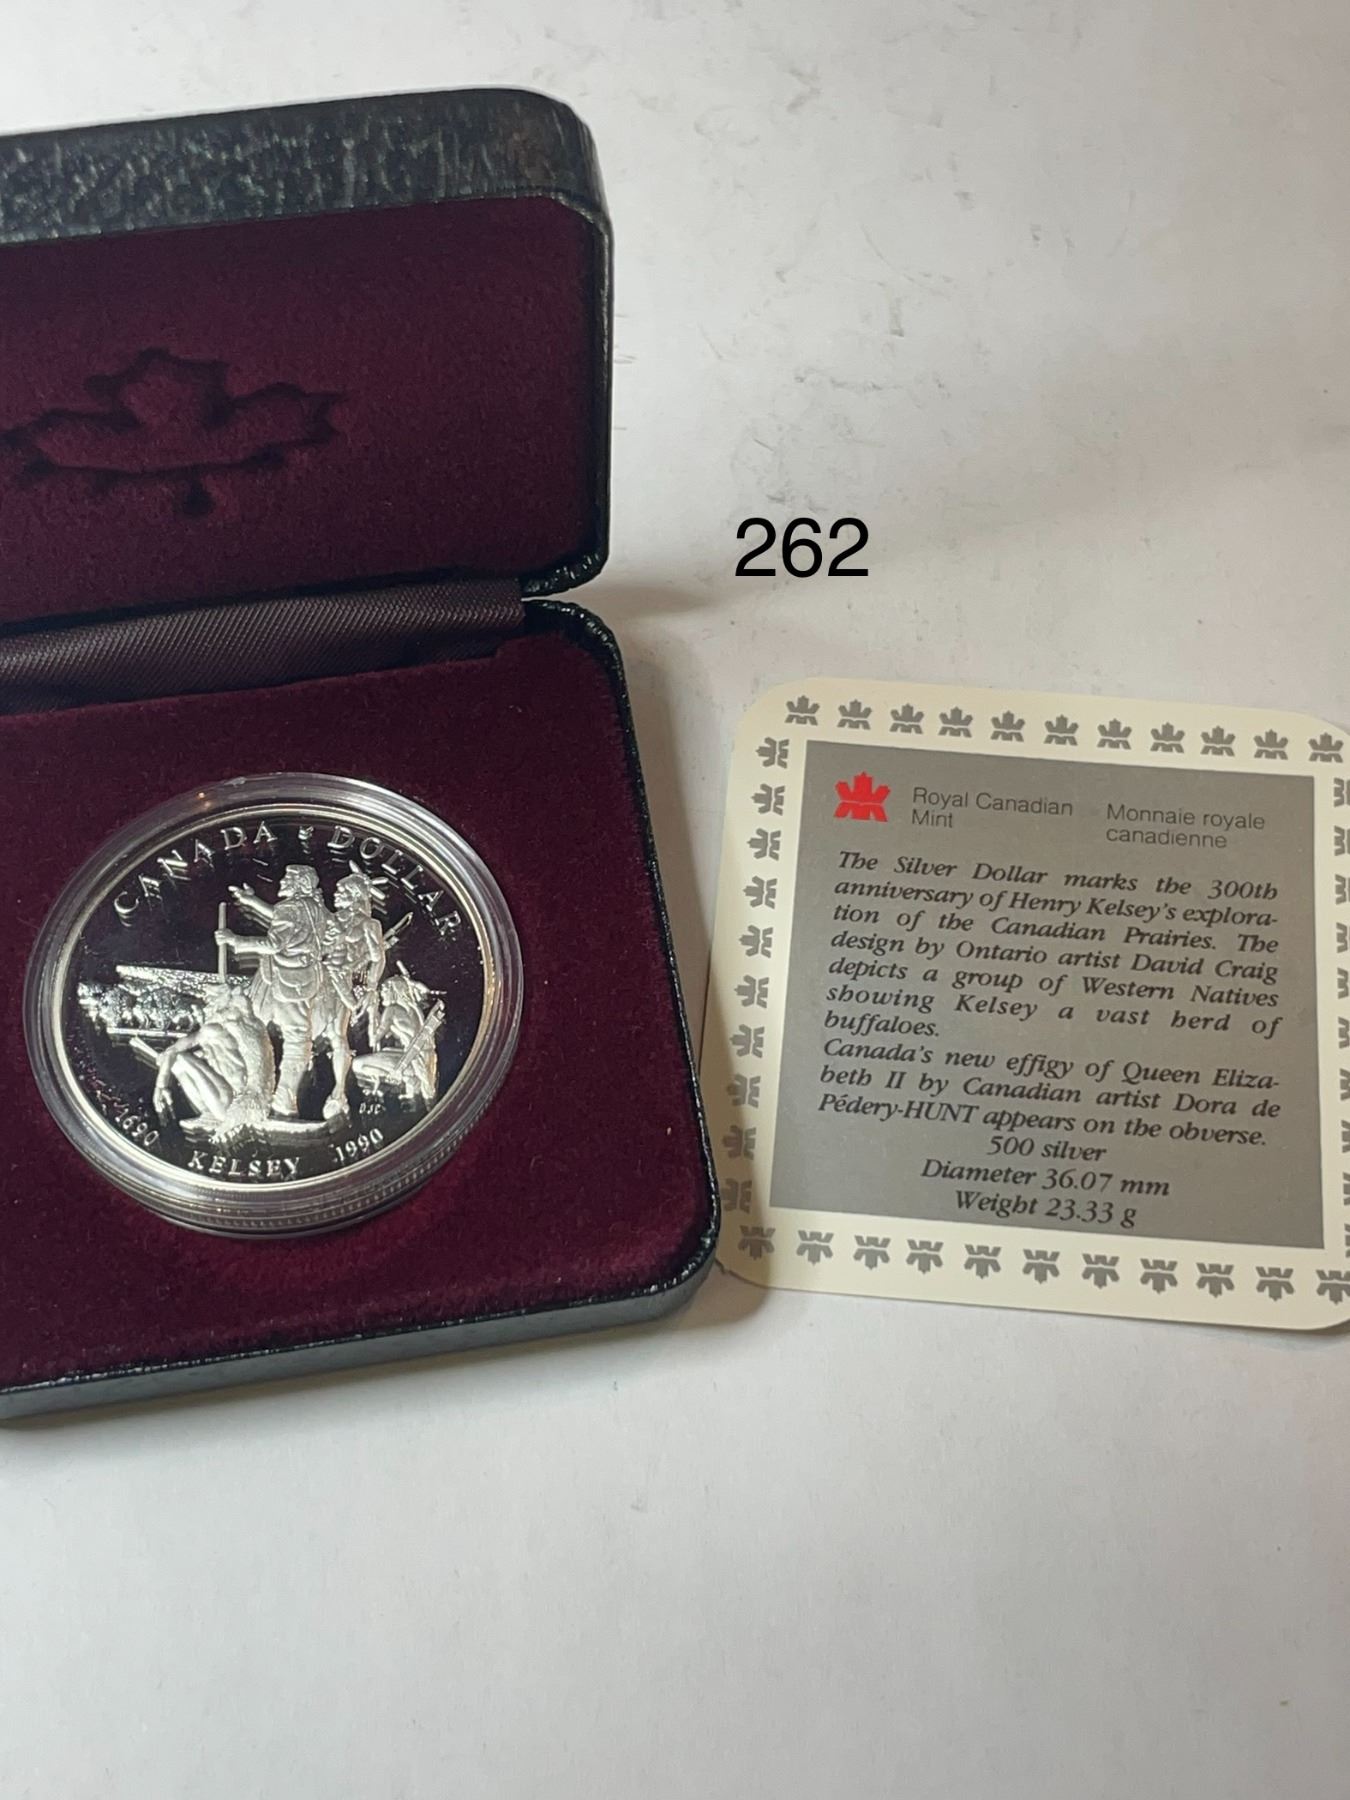 262
CANADA DOLLAR
DJC
1690 KELSEY 1990
Royal Canadian
Mint
Monnaie royale
canadienne
The Silver Dollar marks the 300th
anniversary of Henry Kelsey's explora-
tion of the Canadian Prairies. The
design by Ontario artist David Craig
depicts a group of Western Natives
showing Kelsey a vast herd of
buffaloes.
Canada's new effigy of Queen Eliza-
beth II by Canadian artist Dora de
Pédery-HUNT appears on the obverse.
500 silver
Diameter 36.07 mm
Weight 23.33 g